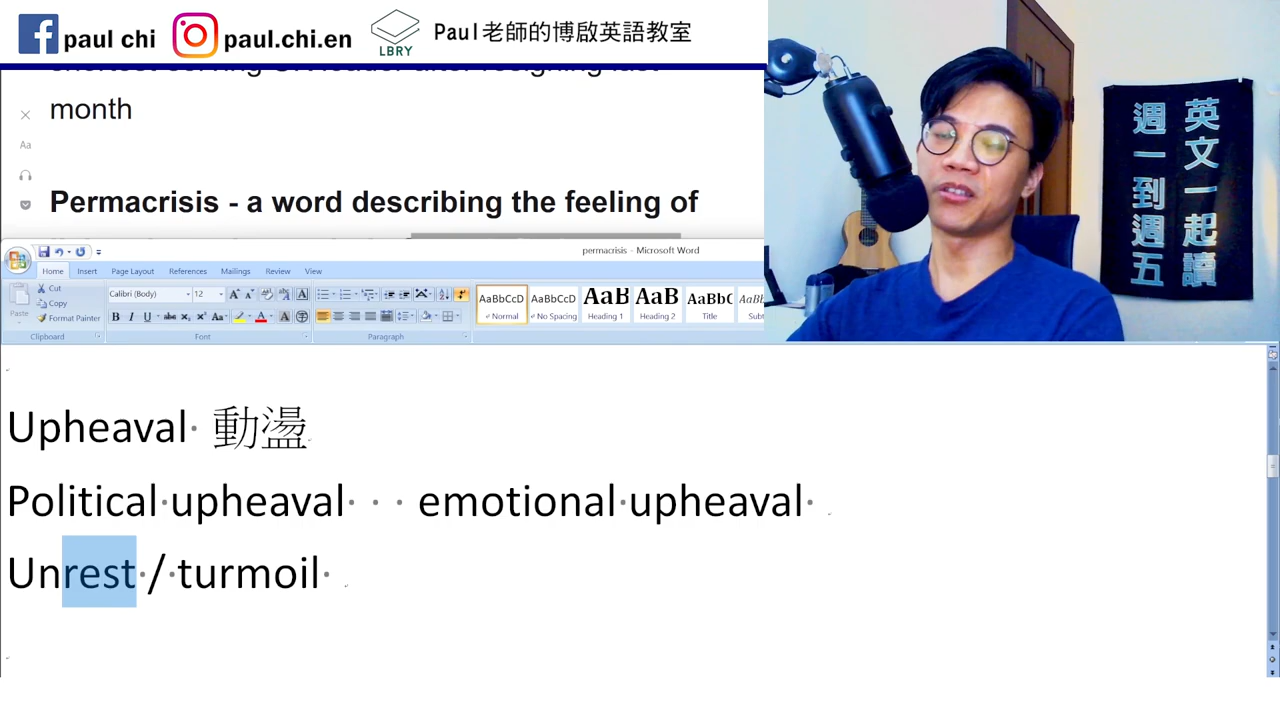 paul chi
paul.chi.en
LBRY
Paul老師的博啟英語教室
month
Aa
Permacrisis - a word describing the feeling of
permacrisis - Microsoft Word
Home Insert Page Layout References Mailings Review View
Paste
Cut
Copy
Format Painter
Clipboard
Calibri (Body) 12
Font
Paragraph
AaBbCcD AaBbCcD AaBb AaB AaBbC AaBb
Normal No Spacing Heading 1 Heading 2 Title Subt
英文一起讀
週一到週五
Upheaval 動盪
Political upheaval emotional upheaval
Unrest / turmoil